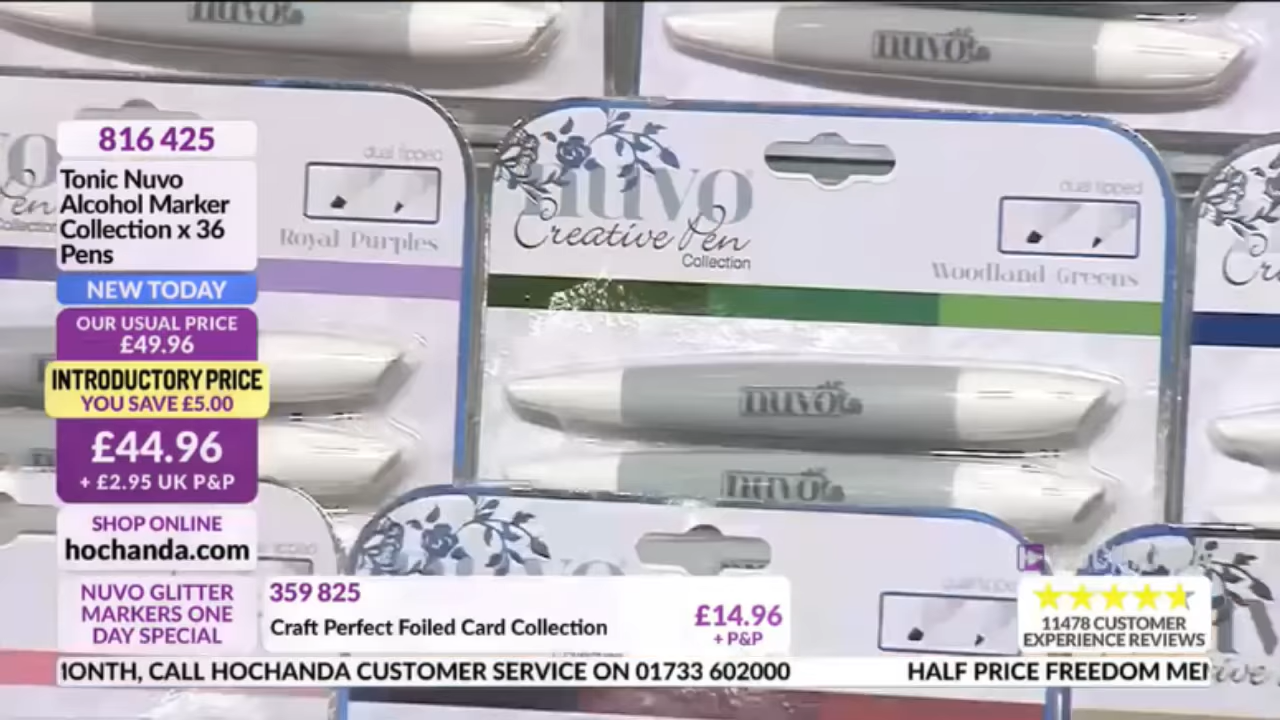 nuvo
nuvo
816 425
Tonic Nuvo
Alcohol Marker
Collection x 36
Pens
NEW TODAY
OUR USUAL PRICE
£49.96
INTRODUCTORY PRICE
YOU SAVE £5.00
£44.96
+ £2.95 UK P&P
SHOP ONLINE
hochanda.com
NUVO GLITTER
MARKERS ONE
DAY SPECIAL
dual tipped
Royal Purples
nuvo
Creative Pen
Collection
dual tipped
Woodland Greens
nuvo
nuvo
359 825
Craft Perfect Foiled Card Collection
£14.96
+ P&P
11478 CUSTOMER
EXPERIENCE REVIEWS
IONTH, CALL HOCHANDA CUSTOMER SERVICE ON 01733 602000 HALF PRICE FREEDOM MEI